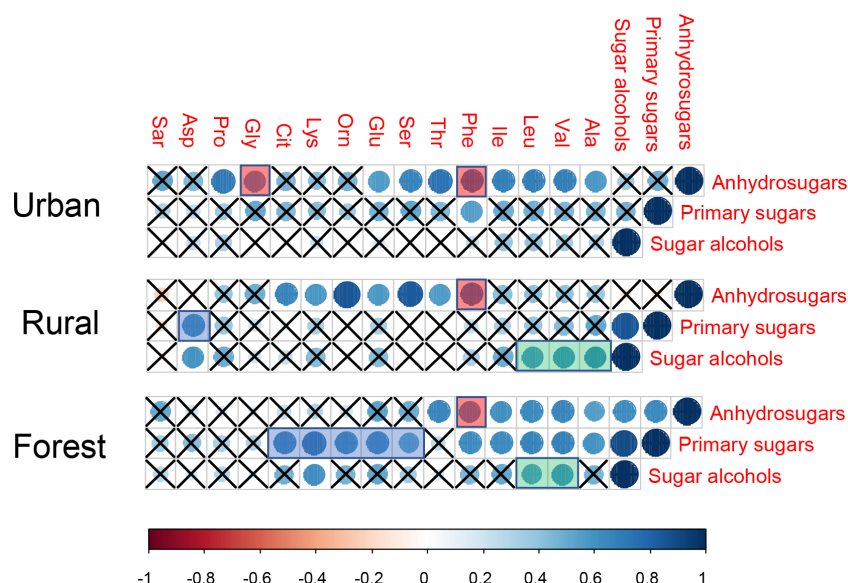 Sar Asp Pro Gly Cit Lys Orn Glu Ser Thr Phe Ile Leu Val Ala Sugar alcohols Primary sugars Anhydrosugars
Urban
Anhydrosugars
Primary sugars
Sugar alcohols
Rural
Anhydrosugars
Primary sugars
Sugar alcohols
Forest
Anhydrosugars
Primary sugars
Sugar alcohols
-1 -0.8 -0.6 -0.4 -0.2 0 0.2 0.4 0.6 0.8 1